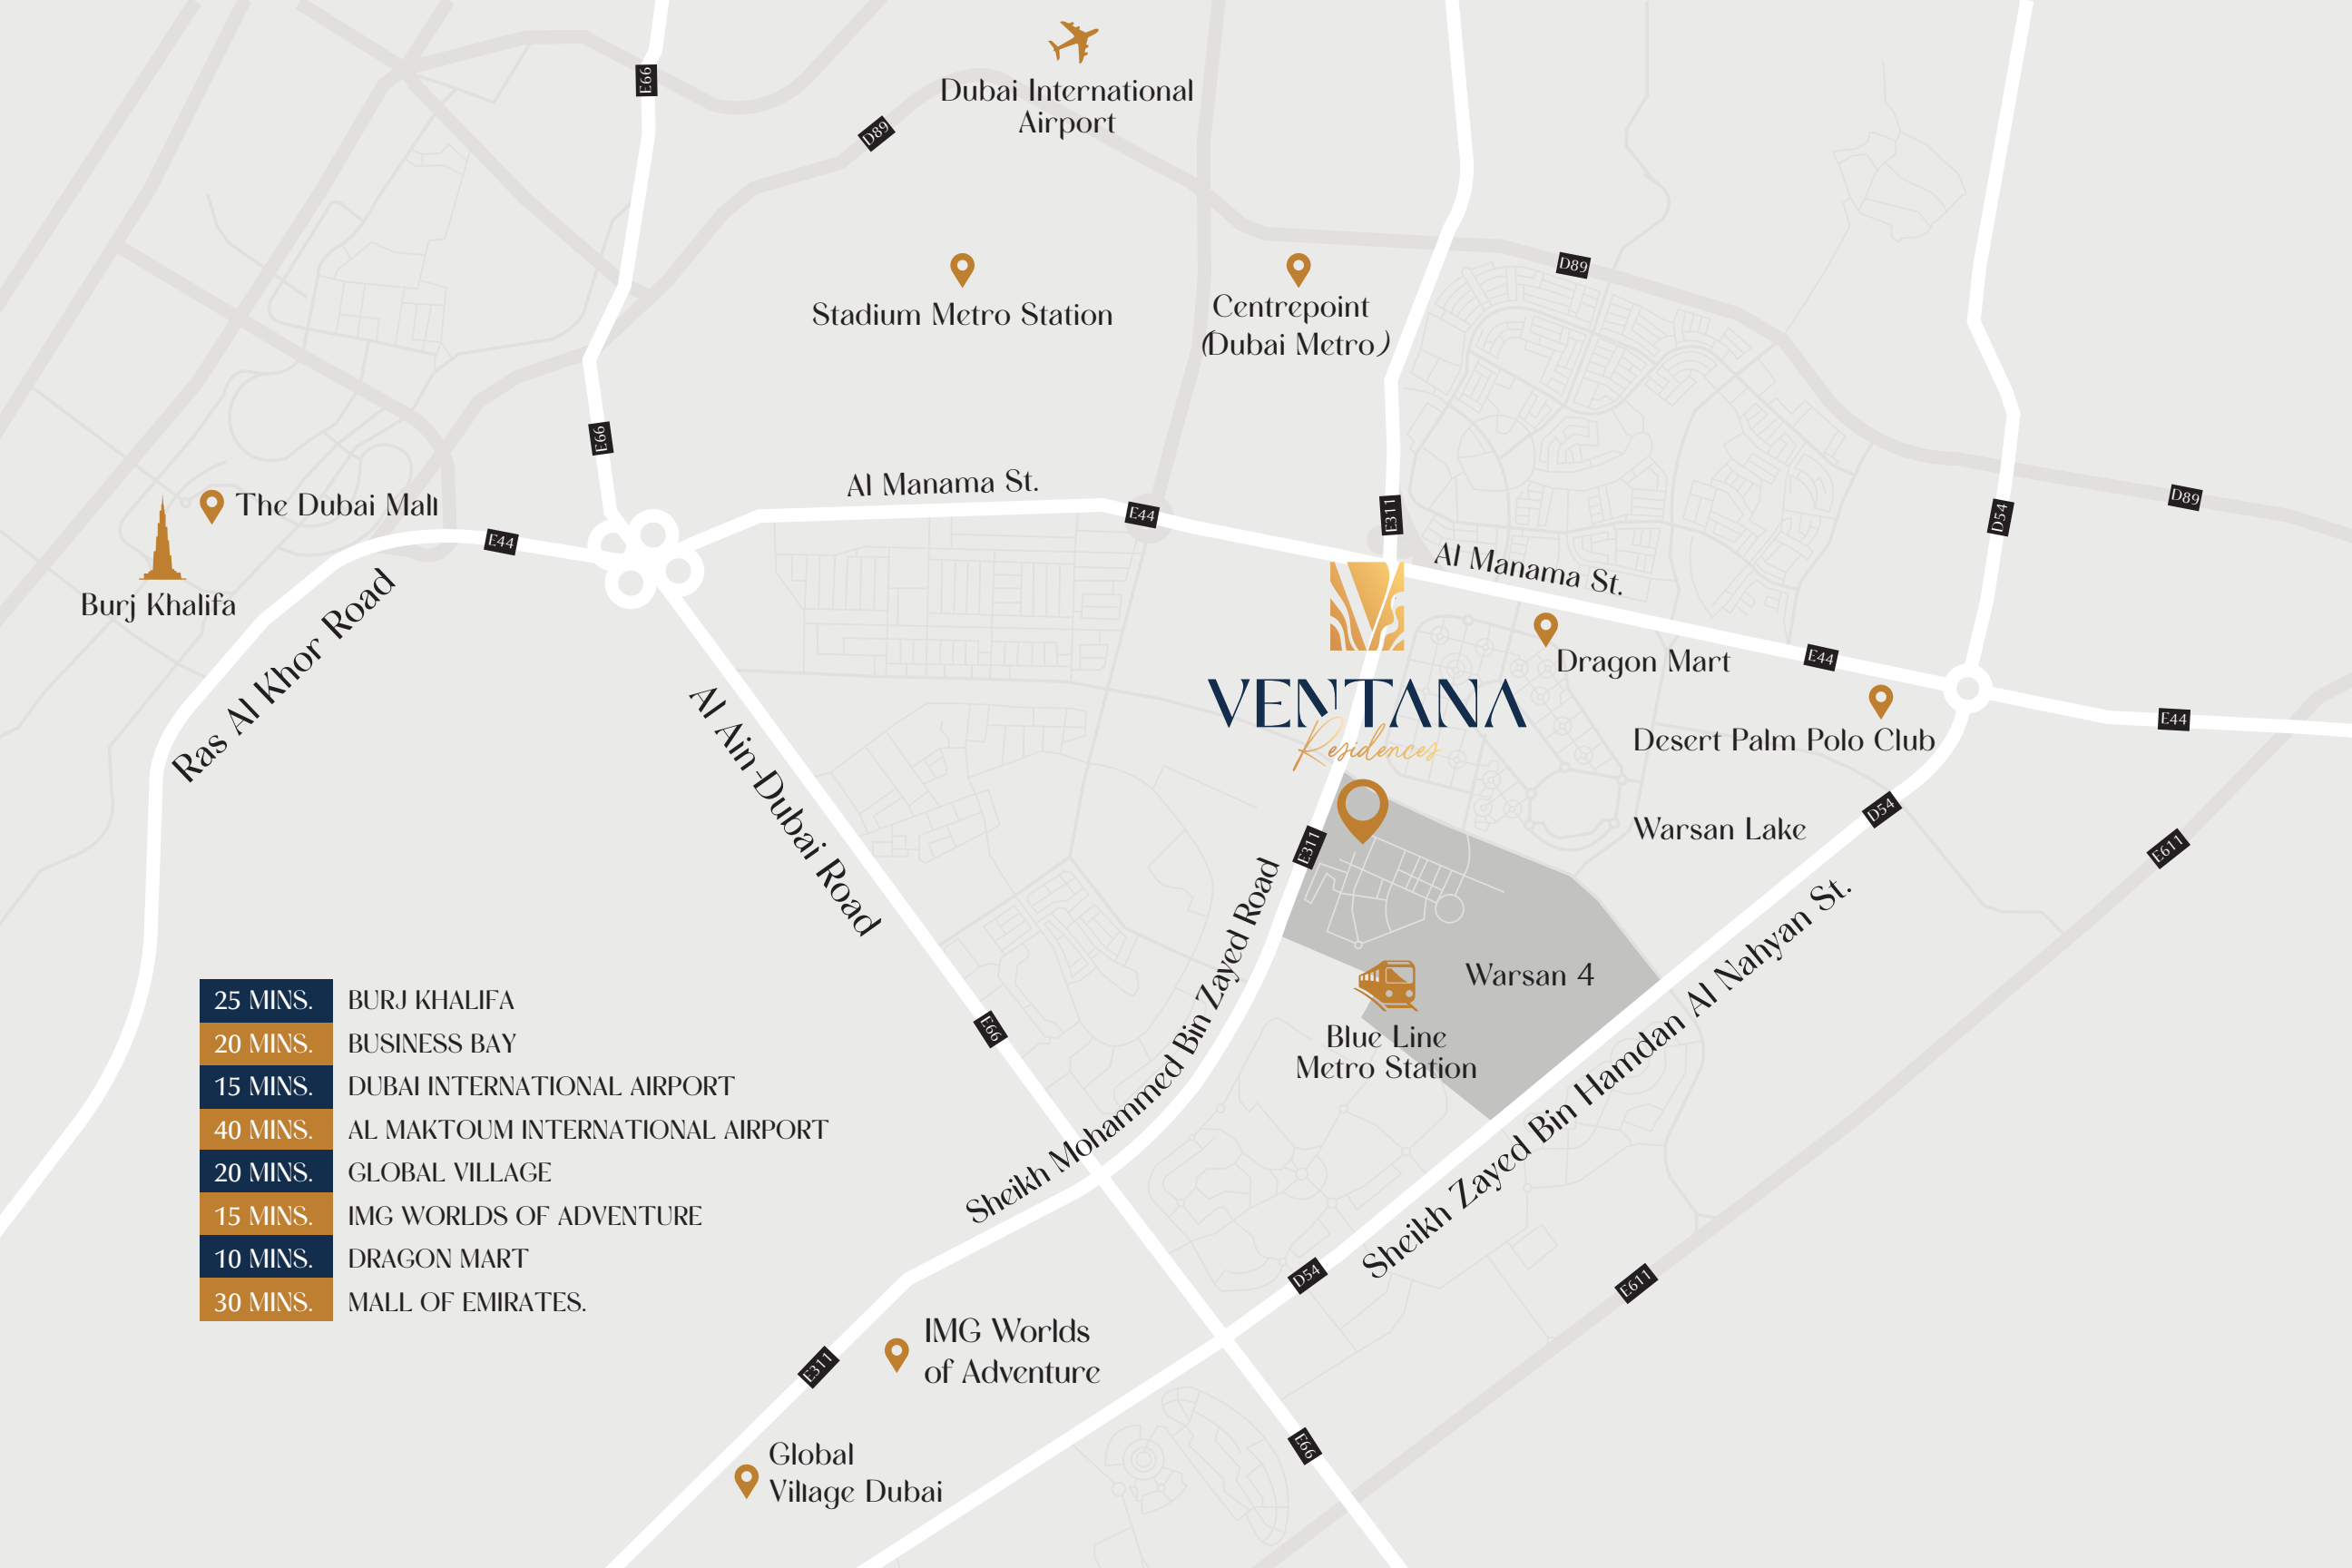 E66
Dubai International
Airport
D89
Stadium Metro Station
Centrepoint
(Dubai Metro)
D89
E66
The Dubai Mall
Burj Khalifa
E44
Ras Al Khor Road
Al Manama St.
E44
E311
Al Manama St.
D54
D89
Dragon Mart
E44
Desert Palm Polo Club
E44
VENTANA
Residences
Warsan Lake
D54
E611
E311
Al Ain-Dubai Road
Sheikh Mohammed Bin Zayed Road
Sheikh Zayed Bin Hamdan Al Nahyan St.
Warsan 4
Blue Line
Metro Station
E66
25 MINS. BURJ KHALIFA
20 MINS. BUSINESS BAY
15 MINS. DUBAI INTERNATIONAL AIRPORT
40 MINS. AL MAKTOUM INTERNATIONAL AIRPORT
20 MINS. GLOBAL VILLAGE
15 MINS. IMG WORLDS OF ADVENTURE
10 MINS. DRAGON MART
30 MINS. MALL OF EMIRATES.
D54
E611
E311
IMG Worlds
of Adventure
E66
Global
Village Dubai